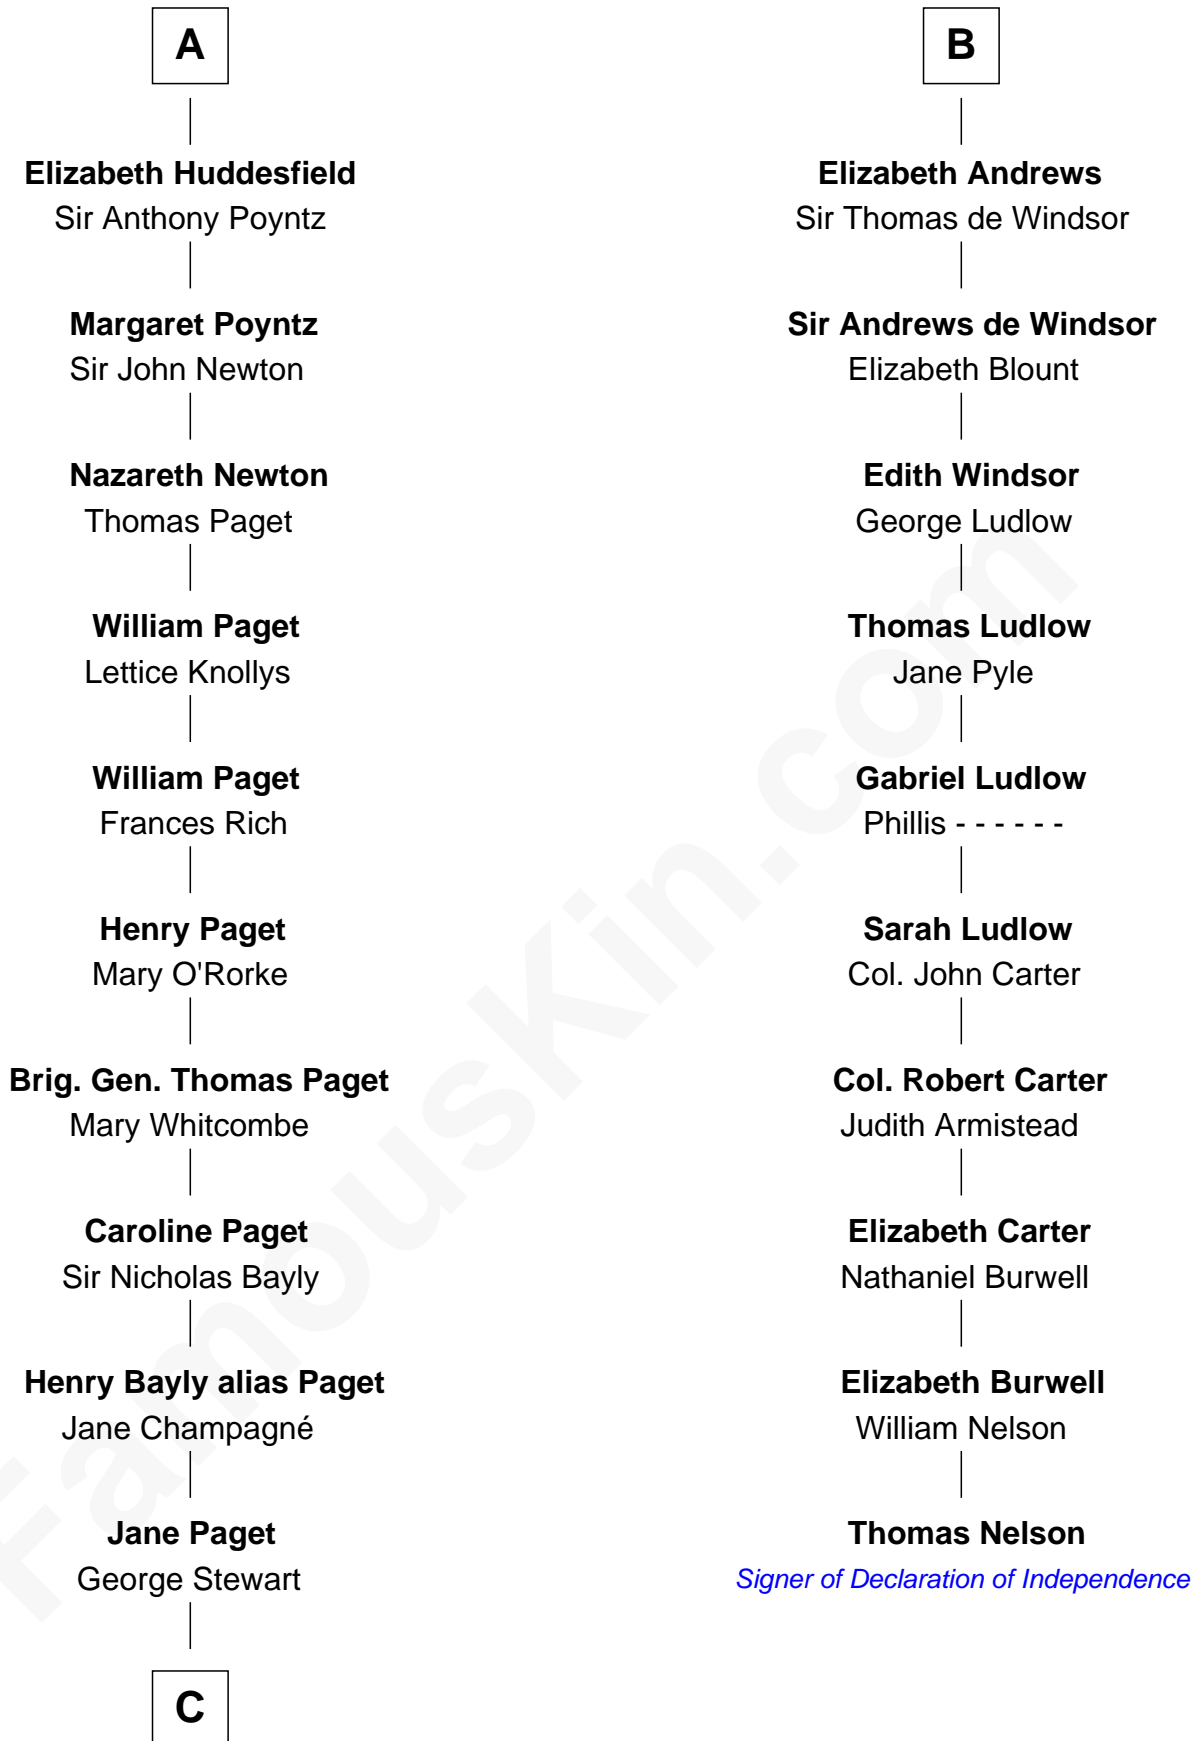 A
Elizabeth Huddesfield
Sir Anthony Poyntz
Margaret Poyntz
Sir John Newton
Nazareth Newton
Thomas Paget
William Paget
Lettice Knollys
William Paget
Frances Rich
Henry Paget
Mary O'Rorke
Brig. Gen. Thomas Paget
Mary Whitcombe
Caroline Paget
Sir Nicholas Bayly
Henry Bayly alias Paget
Jane Champagné
Jane Paget
George Stewart
C
B
Elizabeth Andrews
Sir Thomas de Windsor
Sir Andrews de Windsor
Elizabeth Blount
Edith Windsor
George Ludlow
Thomas Ludlow
Jane Pyle
Gabriel Ludlow
Phillis - - - - - -
Sarah Ludlow
Col. John Carter
Col. Robert Carter
Judith Armistead
Elizabeth Carter
Nathaniel Burwell
Elizabeth Burwell
William Nelson
Thomas Nelson
Signer of Declaration of Independence
FamousKin.com